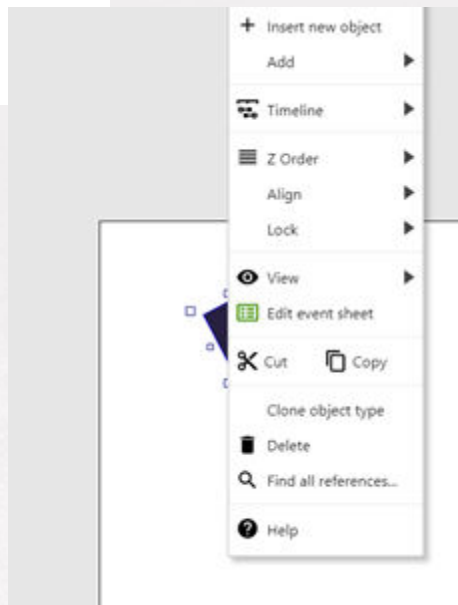 Insert new object
Add
Timeline
Z Order
Align
Lock
View
Edit event sheet
Cut Copy
Clone object type
Delete
Find all references...
Help